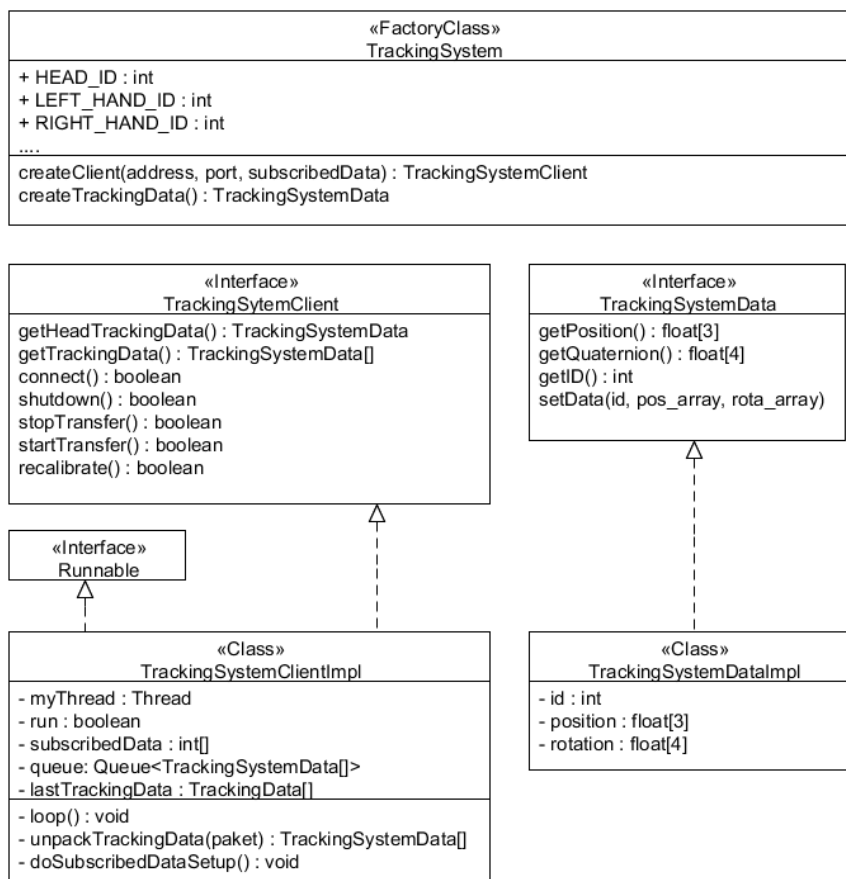 «FactoryClass»
TrackingSystem
+ HEAD_ID : int
+ LEFT_HAND_ID : int
+ RIGHT_HAND_ID : int
....
createClient(address, port, subscribedData) : TrackingSystemClient
createTrackingData() : TrackingSystemData
«Interface»
TrackingSytemClient
getHeadTrackingData() : TrackingSystemData
getTrackingData() : TrackingSystemData[]
connect() : boolean
shutdown() : boolean
stopTransfer() : boolean
startTransfer() : boolean
recalibrate() : boolean
«Interface»
TrackingSystemData
getPosition() : float[3]
getQuaternion() : float[4]
getID() : int
setData(id, pos_array, rota_array)
«Interface»
Runnable
«Class»
TrackingSystemClientImpl
- myThread : Thread
- run : boolean
- subscribedData : int[]
- queue: Queue<TrackingSystemData[]>
- lastTrackingData : TrackingData[]
- loop() : void
- unpackTrackingData(paket) : TrackingSystemData[]
- doSubscribedDataSetup() : void
«Class»
TrackingSystemDataImpl
- id : int
- position : float[3]
- rotation : float[4]